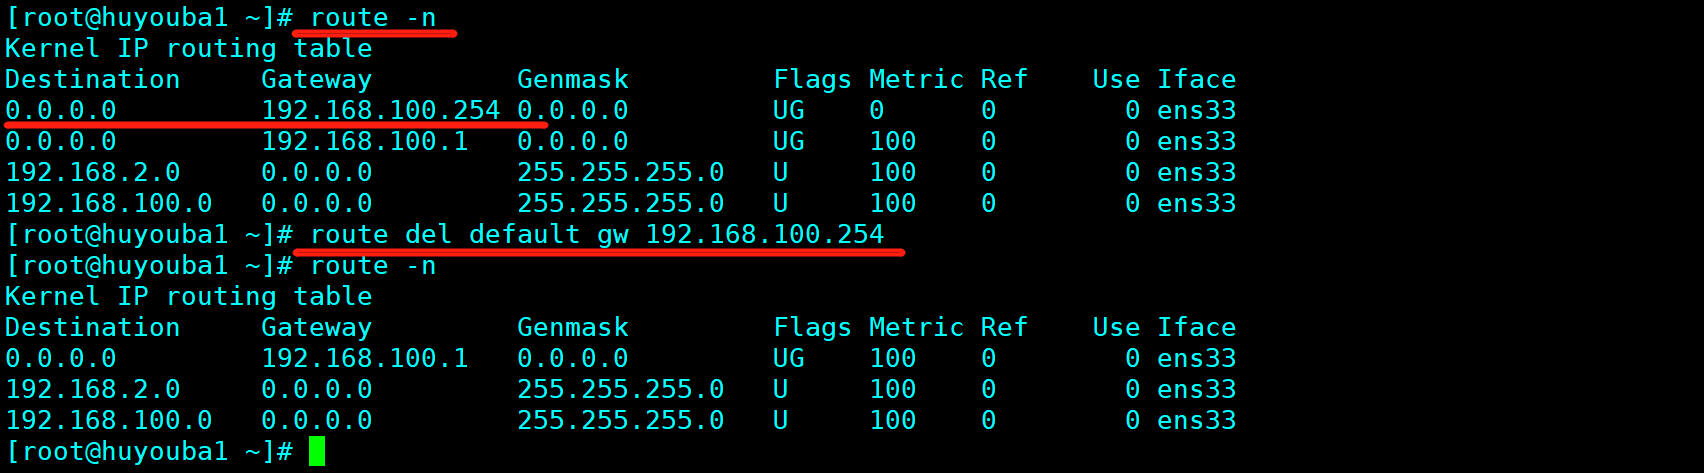 [root@huyouba1 ~]# route -n
Kernel IP routing table
Destination     Gateway         Genmask         Flags Metric Ref    Use Iface
0.0.0.0         192.168.100.254 0.0.0.0         UG    0      0        0 ens33
0.0.0.0         192.168.100.1   0.0.0.0         UG    100    0        0 ens33
192.168.2.0     0.0.0.0         255.255.255.0   U     100    0        0 ens33
192.168.100.0   0.0.0.0         255.255.255.0   U     100    0        0 ens33
[root@huyouba1 ~]# route del default gw 192.168.100.254
[root@huyouba1 ~]# route -n
Kernel IP routing table
Destination     Gateway         Genmask         Flags Metric Ref    Use Iface
0.0.0.0         192.168.100.1   0.0.0.0         UG    100    0        0 ens33
192.168.2.0     0.0.0.0         255.255.255.0   U     100    0        0 ens33
192.168.100.0   0.0.0.0         255.255.255.0   U     100    0        0 ens33
[root@huyouba1 ~]#